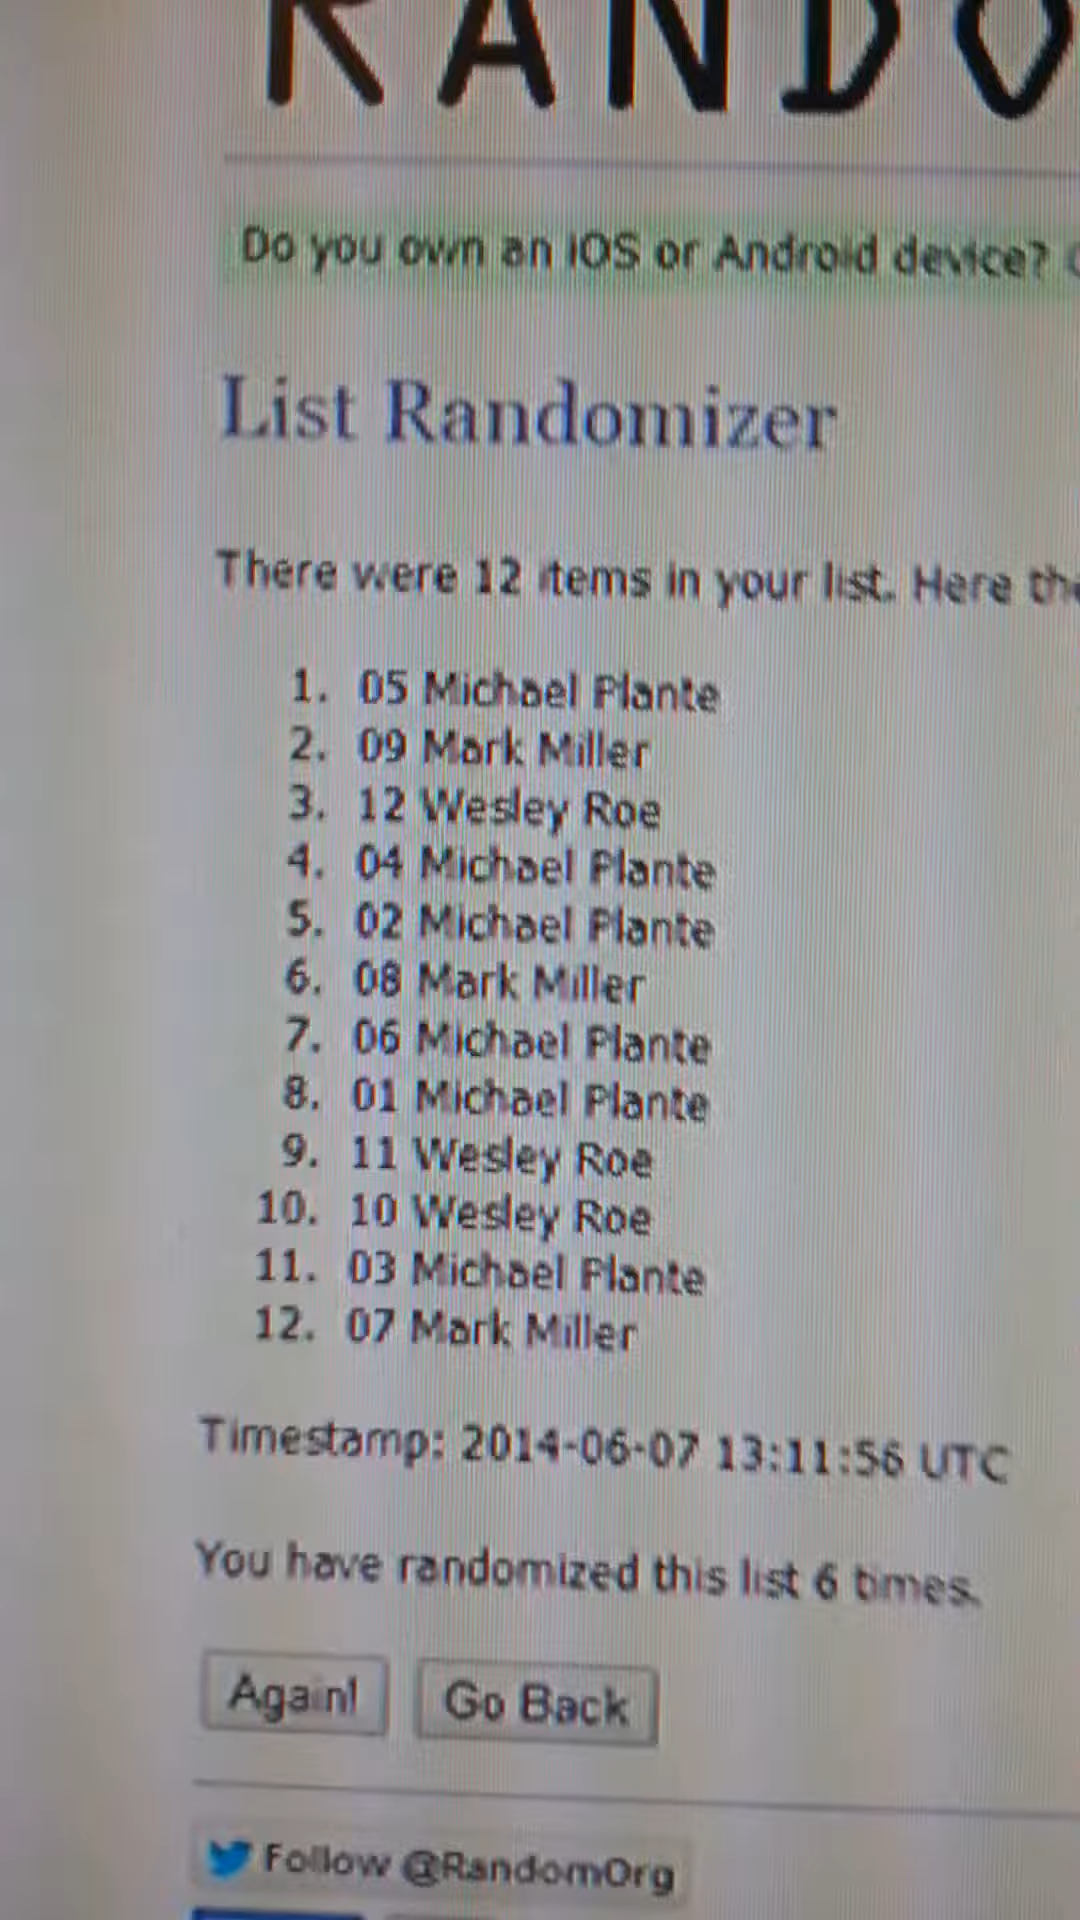 RANDO
Do you own an iOS or Android device?
List Randomizer
There were 12 items in your list. Here the
1. 05 Michael Plante
2. 09 Mark Miller
3. 12 Wesley Roe
4. 04 Michael Plante
5. 02 Michael Plante
6. 08 Mark Miller
7. 06 Michael Plante
8. 01 Michael Plante
9. 11 Wesley Roe
10. 10 Wesley Roe
11. 03 Michael Plante
12. 07 Mark Miller
Timestamp: 2014-06-07 13:11:56 UTC
You have randomized this list 6 times.
Again! Go Back
Follow @RandomOrg